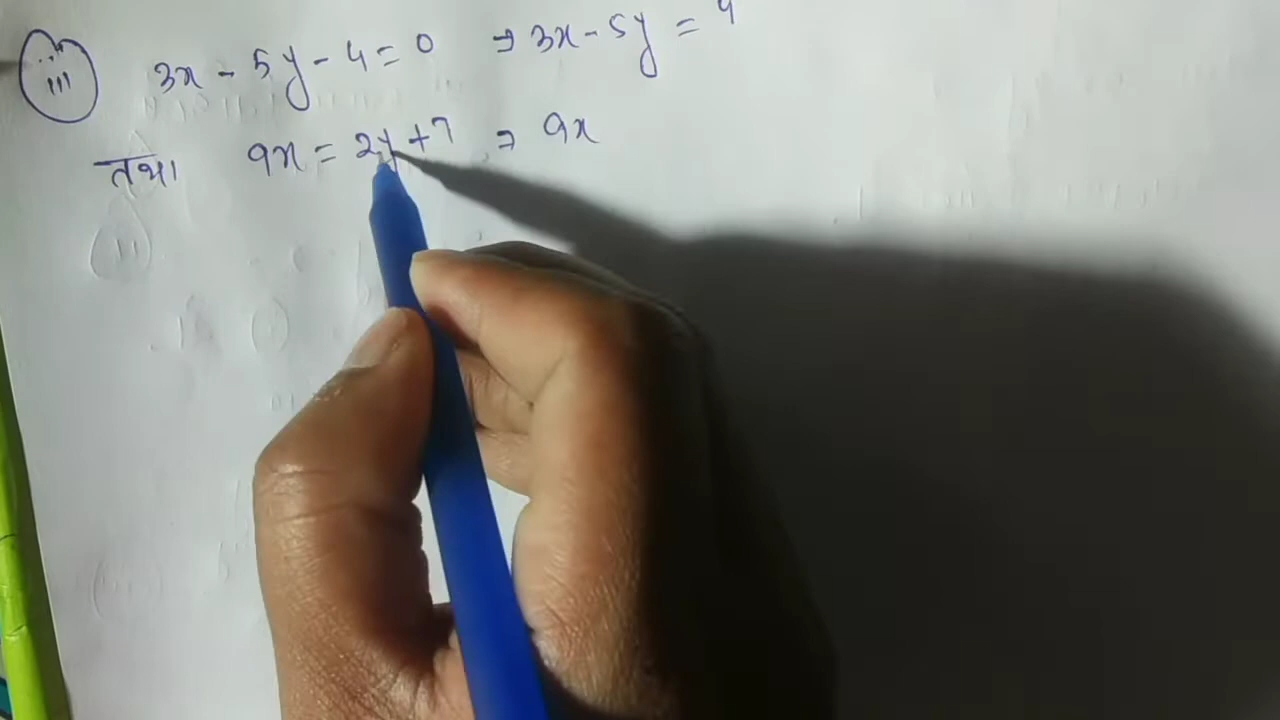 (iii) 3x - 5y - 4 = 0 ⇒ 3x - 5y = 4
तथा 9x = 2y + 7 ⇒ 9x